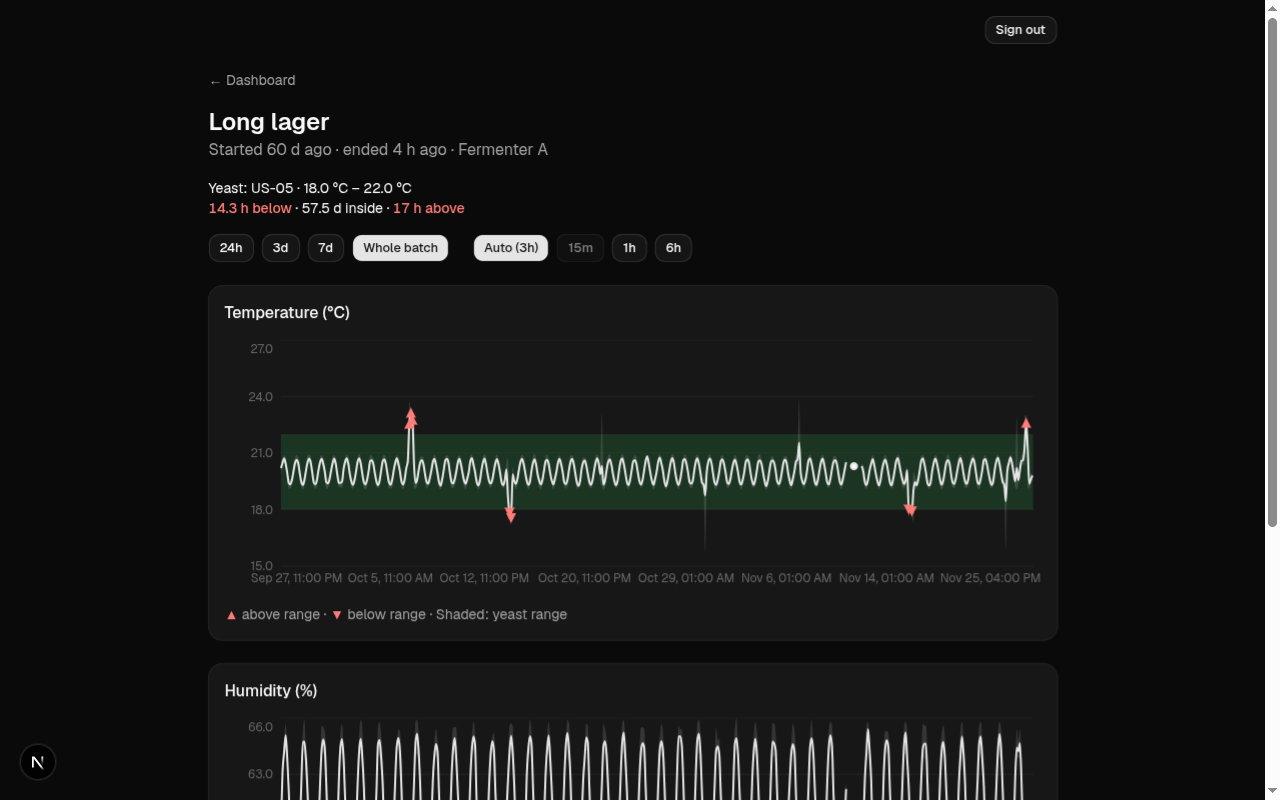 Sign out
← Dashboard
Long lager
Started 60 d ago · ended 4 h ago · Fermenter A
Yeast: US-05 · 18.0 °C – 22.0 °C
14.3 h below · 57.5 d inside · 17 h above
24h 3d 7d Whole batch Auto (3h) 15m 1h 6h
Temperature (°C)
27.0
24.0
21.0
18.0
15.0
Sep 27, 11:00 PM Oct 5, 11:00 AM Oct 12, 11:00 PM Oct 20, 11:00 PM Oct 29, 01:00 AM Nov 6, 01:00 AM Nov 14, 01:00 AM Nov 25, 04:00 PM
▲ above range · ▼ below range · Shaded: yeast range
Humidity (%)
66.0
63.0
N